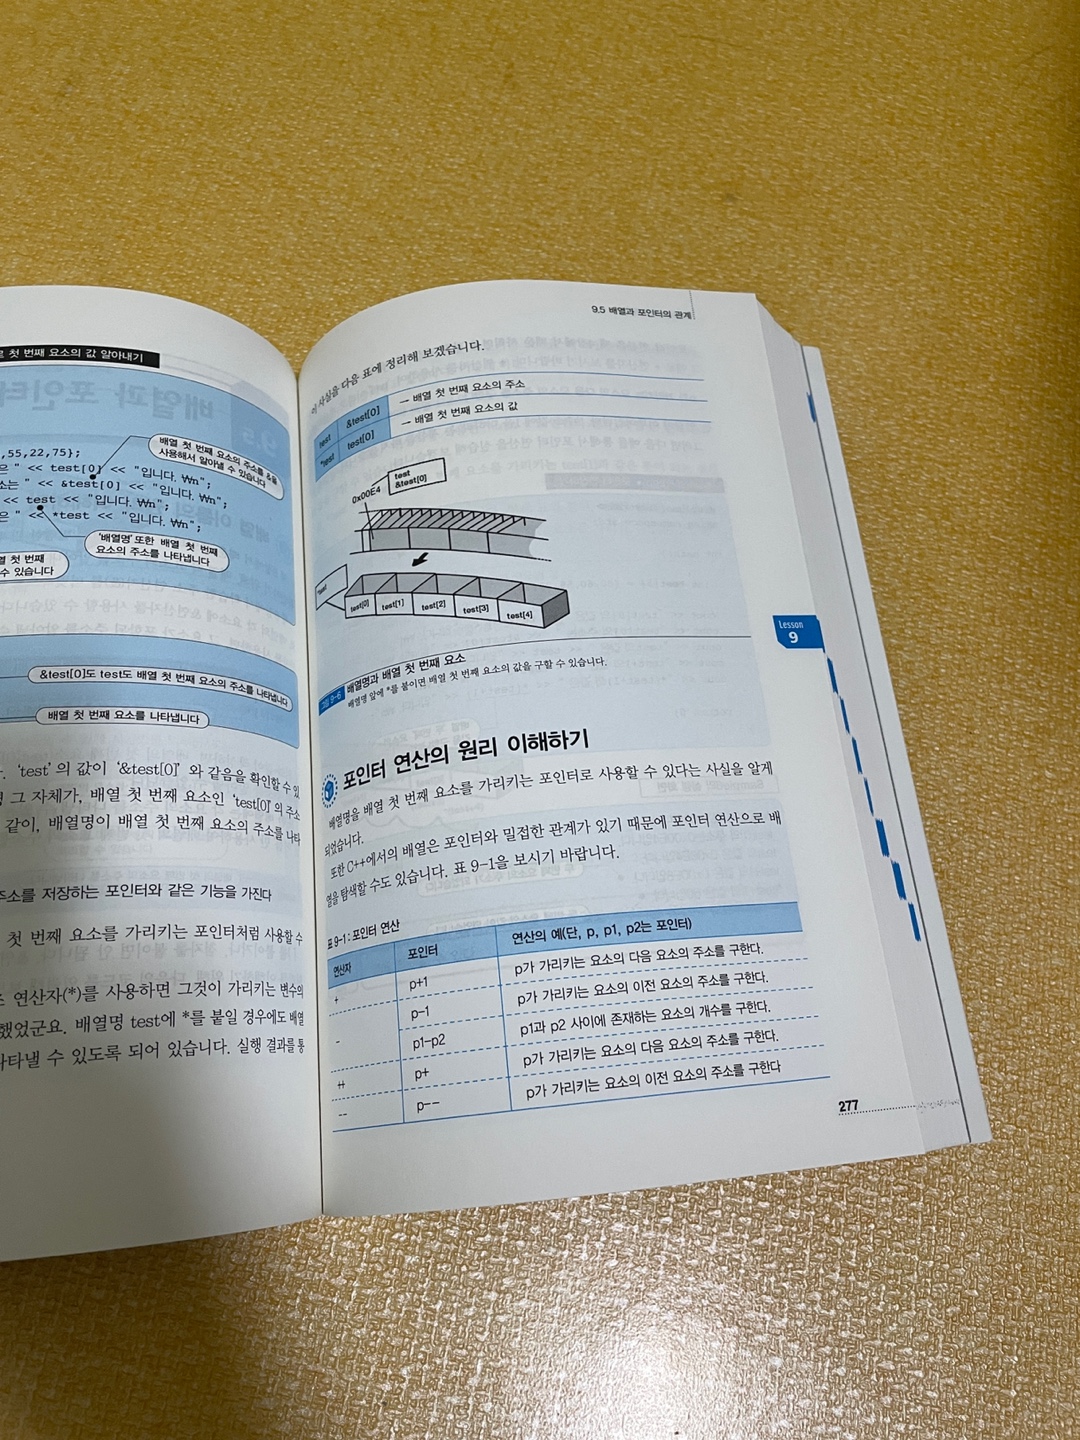 첫 번째 요소의 값 알아내기
,55,22,75};
은 " << test[0] << "입니다. ₩n";
소는 " << &test[0] << "입니다. ₩n";
<< test << "입니다. ₩n";
은 " << *test << "입니다. ₩n";
배열 첫 번째 요소의 주소를 &를
사용해서 알아낼 수 있습니다
'배열명' 또한 배열 첫 번째
요소의 주소를 나타냅니다
첫 번째
수 있습니다
&test[0]도 test도 배열 첫 번째 요소의 주소를 나타냅니다
배열 첫 번째 요소를 나타냅니다
'test'의 값이 '&test[0]' 와 같음을 확인할 수 있
그 자체가, 배열 첫 번째 요소인 'test[0]'의 주소
같이, 배열명이 배열 첫 번째 요소의 주소를 나타
주소를 저장하는 포인터와 같은 기능을 가진다
첫 번째 요소를 가리키는 포인터처럼 사용할 수
연산자(*)를 사용하면 그것이 가리키는 변수의
했었군요. 배열명 test에 *를 붙일 경우에도 배열
나타낼 수 있도록 되어 있습니다. 실행 결과를 통
9.5 배열과 포인터의 관계
이 사실을 다음 표에 정리해 보겠습니다.
test &test[0] → 배열 첫 번째 요소의 주소
*test test[0] → 배열 첫 번째 요소의 값
test
&test[0]
0x00E4
*test
test[0] test[1] test[2] test[3] test[4]
그림 9-6 배열명과 배열 첫 번째 요소
배열명 앞에 *를 붙이면 배열 첫 번째 요소의 값을 구할 수 있습니다.
Lesson
9
포인터 연산의 원리 이해하기
배열명을 배열 첫 번째 요소를 가리키는 포인터로 사용할 수 있다는 사실을 알게
되었습니다.
또한 C++에서의 배열은 포인터와 밀접한 관계가 있기 때문에 포인터 연산으로 배
열을 탐색할 수도 있습니다. 표 9-1을 보시기 바랍니다.
표 9-1 : 포인터 연산
연산자 포인터 연산의 예(단, p, p1, p2는 포인터)
+ p+1 p가 가리키는 요소의 다음 요소의 주소를 구한다.
p-1 p가 가리키는 요소의 이전 요소의 주소를 구한다.
- p1-p2 p1과 p2 사이에 존재하는 요소의 개수를 구한다.
++ p+ p가 가리키는 요소의 다음 요소의 주소를 구한다.
-- p-- p가 가리키는 요소의 이전 요소의 주소를 구한다
277